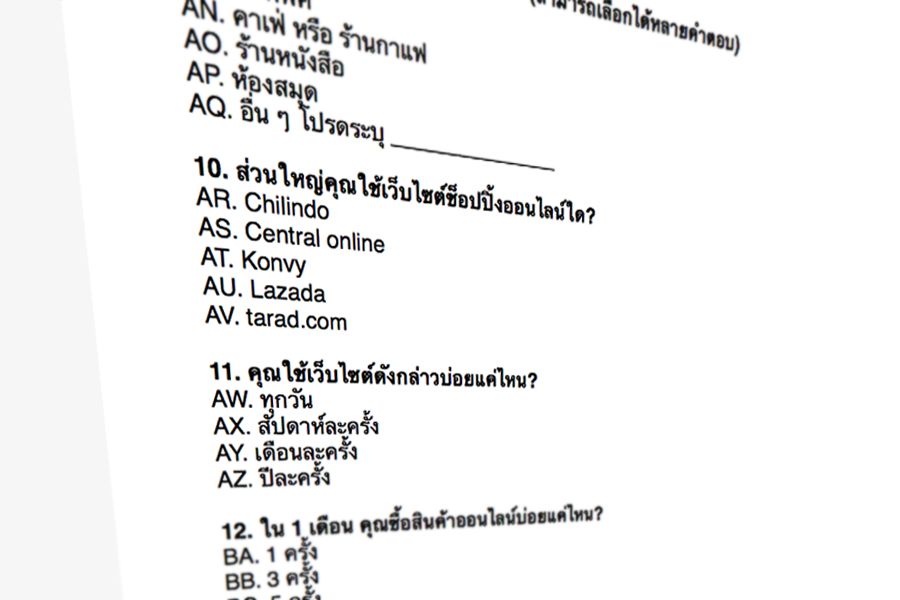 (สามารถเลือกได้หลายคำตอบ)
AN. คาเฟ่ หรือ ร้านกาแฟ
AO. ร้านหนังสือ
AP. ห้องสมุด
AQ. อื่น ๆ โปรดระบุ
10. ส่วนใหญ่คุณใช้เว็บไซต์ช็อปปิ้งออนไลน์ใด?
AR. Chilindo
AS. Central online
AT. Konvy
AU. Lazada
AV. tarad.com
11. คุณใช้เว็บไซต์ดังกล่าวบ่อยแค่ไหน?
AW. ทุกวัน
AX. สัปดาห์ละครั้ง
AY. เดือนละครั้ง
AZ. ปีละครั้ง
12. ใน 1 เดือน คุณซื้อสินค้าออนไลน์บ่อยแค่ไหน?
BA. 1 ครั้ง
BB. 3 ครั้ง